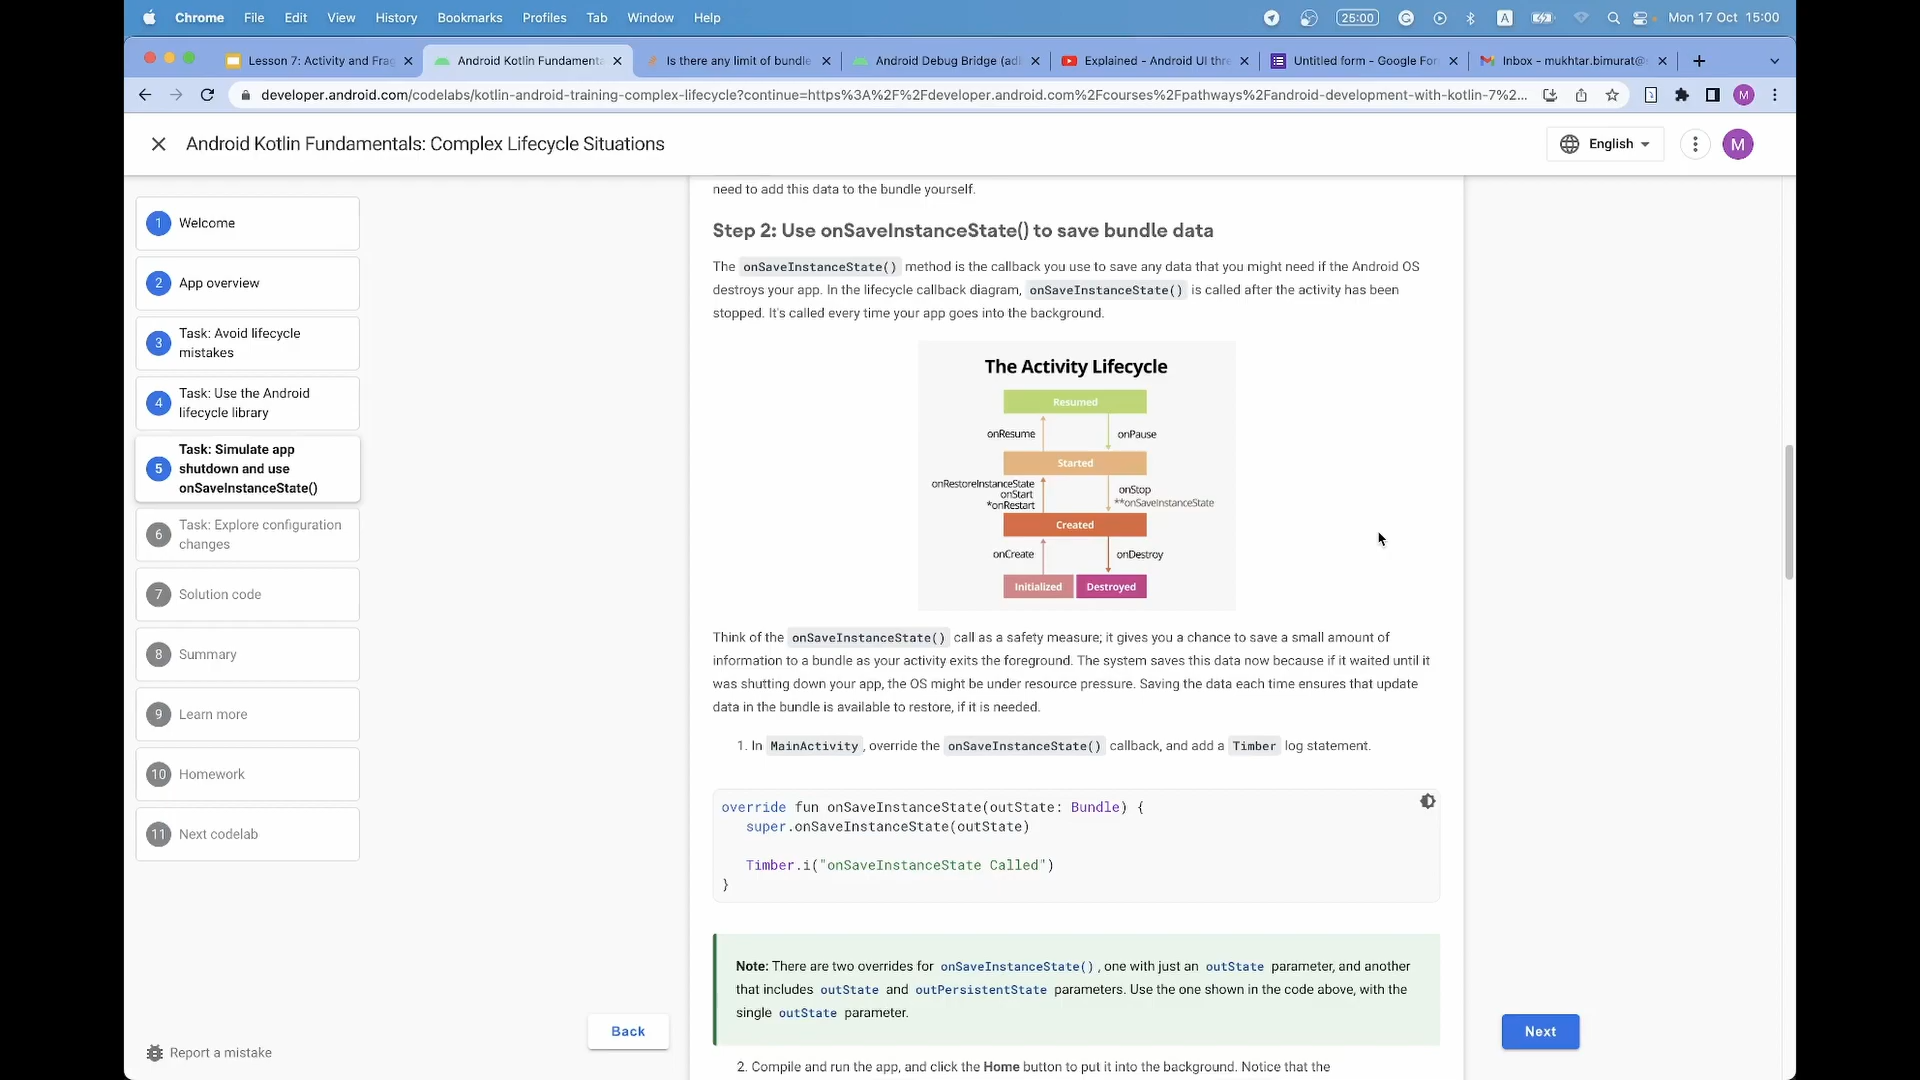 Chrome File Edit View History Bookmarks Profiles Tab Window Help 25:00 A Mon 17 Oct 15:00
Lesson 7: Activity and Frag Android Kotlin Fundamenta Is there any limit of bundle Android Debug Bridge (ad Explained - Android UI thre Untitled form - Google For Inbox - mukhtar.bimurat@
developer.android.com/codelabs/kotlin-android-training-complex-lifecycle?continue=https%3A%2F%2Fdeveloper.android.com%2Fcourses%2Fpathways%2Fandroid-development-with-kotlin-7%2... M
Android Kotlin Fundamentals: Complex Lifecycle Situations English M
1 Welcome
2 App overview
3 Task: Avoid lifecycle
mistakes
4 Task: Use the Android
lifecycle library
5 Task: Simulate app
shutdown and use
onSaveInstanceState()
6 Task: Explore configuration
changes
7 Solution code
8 Summary
9 Learn more
10 Homework
11 Next codelab
Report a mistake
need to add this data to the bundle yourself.
Step 2: Use onSaveInstanceState() to save bundle data
The onSaveInstanceState() method is the callback you use to save any data that you might need if the Android OS
destroys your app. In the lifecycle callback diagram, onSaveInstanceState() is called after the activity has been
stopped. It's called every time your app goes into the background.
The Activity Lifecycle
Resumed
onResume onPause
Started
onRestoreInstanceState
onStart
*onRestart
onStop
**onSaveInstanceState
Created
onCreate onDestroy
Initialized Destroyed
Think of the onSaveInstanceState() call as a safety measure; it gives you a chance to save a small amount of
information to a bundle as your activity exits the foreground. The system saves this data now because if it waited until it
was shutting down your app, the OS might be under resource pressure. Saving the data each time ensures that update
data in the bundle is available to restore, if it is needed.
1. In MainActivity, override the onSaveInstanceState() callback, and add a Timber log statement.
override fun onSaveInstanceState(outState: Bundle) {
super.onSaveInstanceState(outState)
Timber.i("onSaveInstanceState Called")
}
Note: There are two overrides for onSaveInstanceState(), one with just an outState parameter, and another
that includes outState and outPersistentState parameters. Use the one shown in the code above, with the
single outState parameter.
Back Next
2. Compile and run the app, and click the Home button to put it into the background. Notice that the